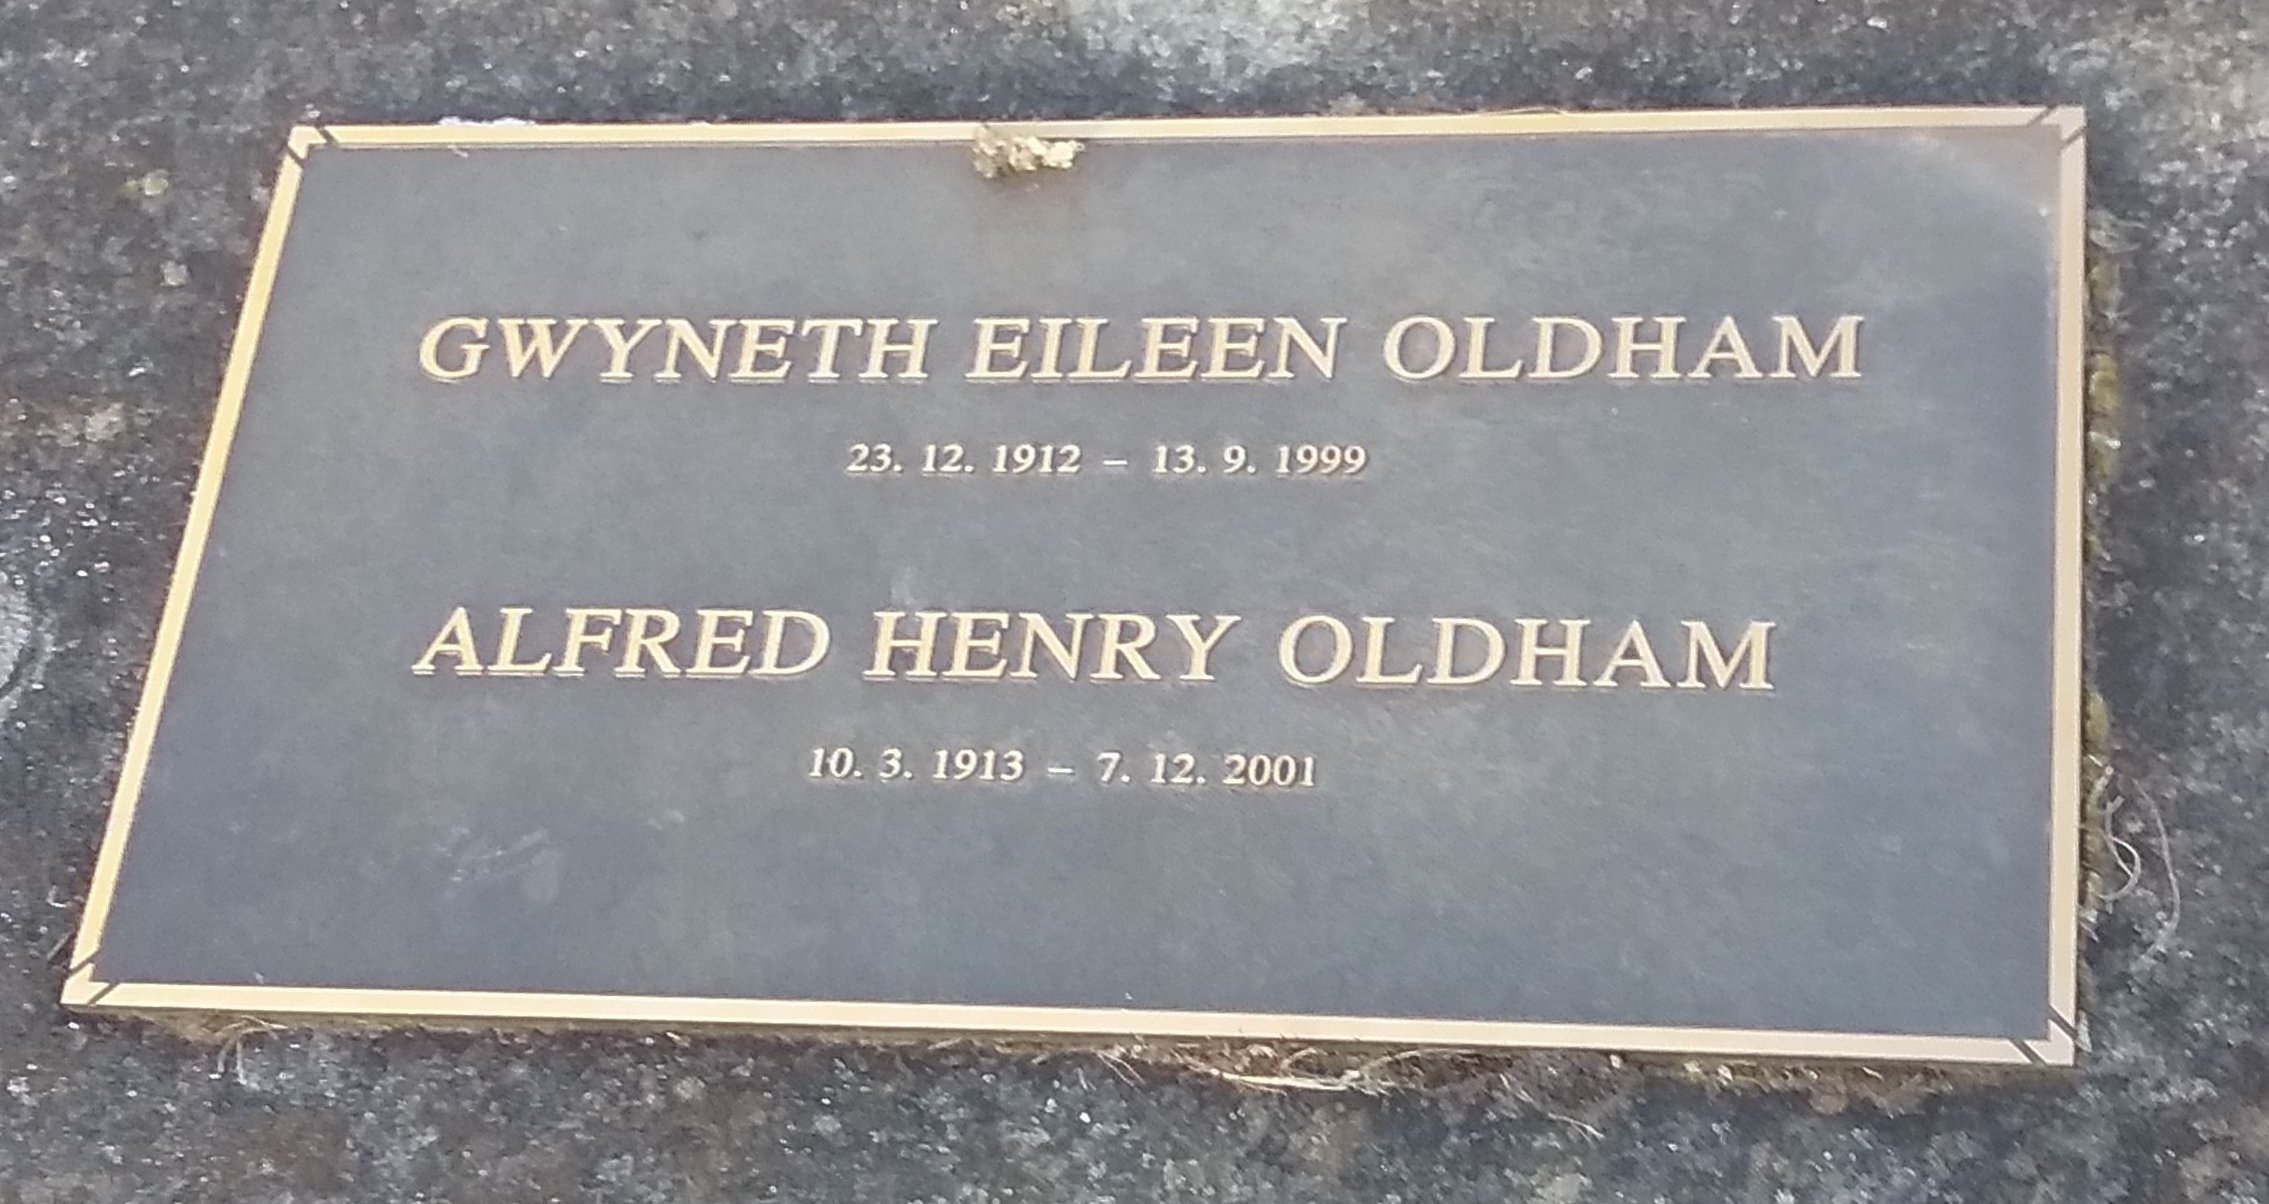 GWYNETH EILEEN OLDHAM
23. 12. 1912 – 13. 9. 1999
ALFRED HENRY OLDHAM
10. 3. 1913 – 7. 12. 2001